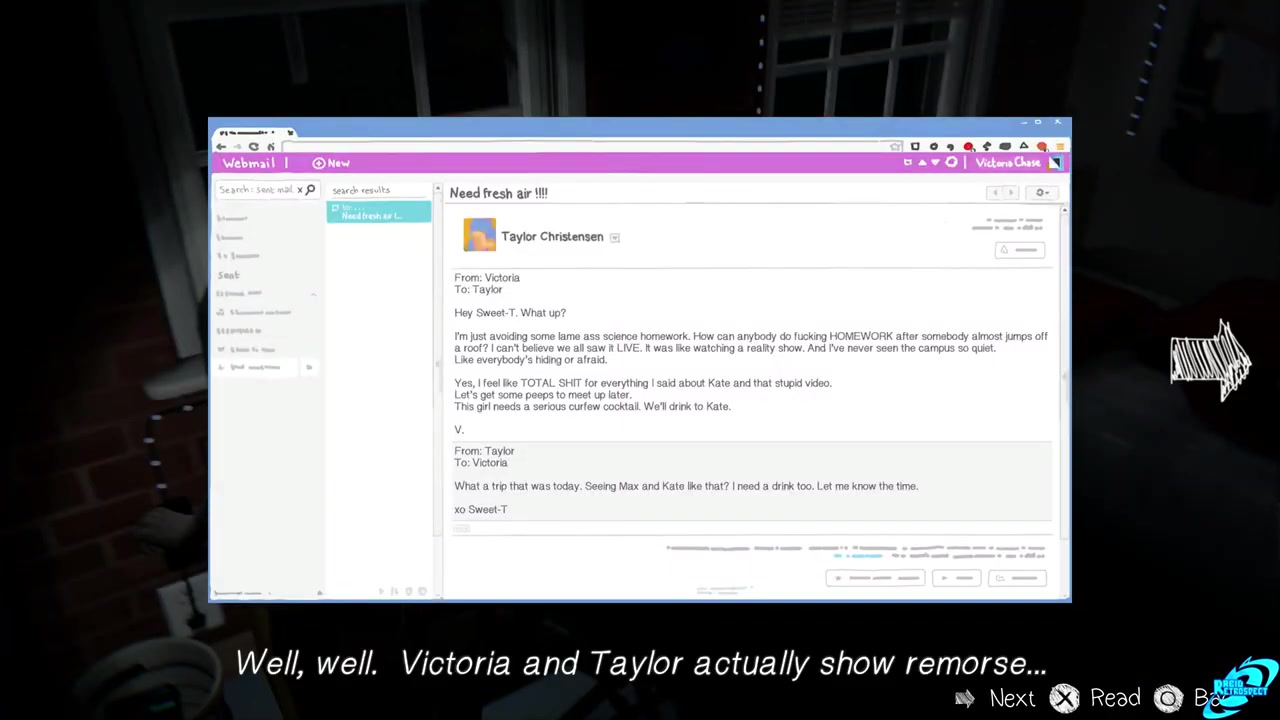 Webmail | + New
Victoria Chase
Search: sent mail x
search results
Need fresh air !!!!
Need fresh air !...
Taylor Christensen
Sent
From: Victoria
To: Taylor
Hey Sweet-T. What up?
I'm just avoiding some lame ass science homework. How can anybody do fucking HOMEWORK after somebody almost jumps off
a roof? I can't believe we all saw it LIVE. It was like watching a reality show. And I've never seen the campus so quiet.
Like everybody's hiding or afraid.
Yes, I feel like TOTAL SHIT for everything I said about Kate and that stupid video.
Let's get some peeps to meet up later.
This girl needs a serious curfew cocktail. We'll drink to Kate.
V.
From: Taylor
To: Victoria
What a trip that was today. Seeing Max and Kate like that? I need a drink too. Let me know the time.
xo Sweet-T
Well, well. Victoria and Taylor actually show remorse...
Next X Read
RETROSPECT